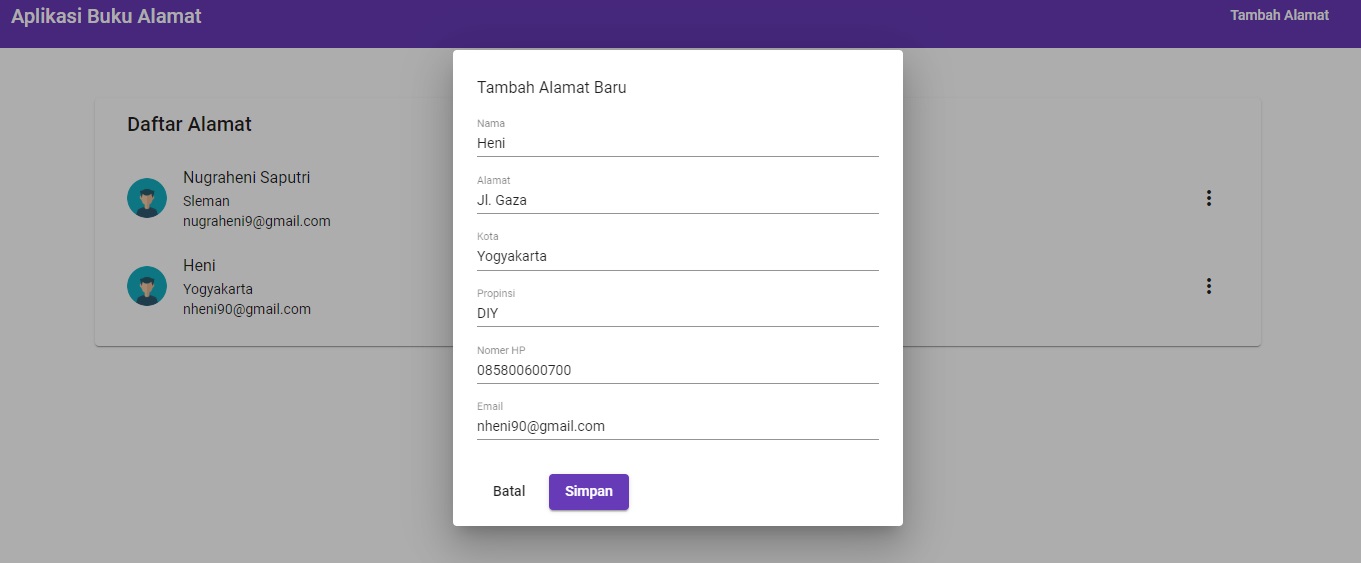 Aplikasi Buku Alamat
Tambah Alamat
Daftar Alamat
Nugraheni Saputri
Sleman
nugraheni9@gmail.com
Heni
Yogyakarta
nheni90@gmail.com
Tambah Alamat Baru
Nama
Heni
Alamat
Jl. Gaza
Kota
Yogyakarta
Propinsi
DIY
Nomer HP
085800600700
Email
nheni90@gmail.com
Batal
Simpan